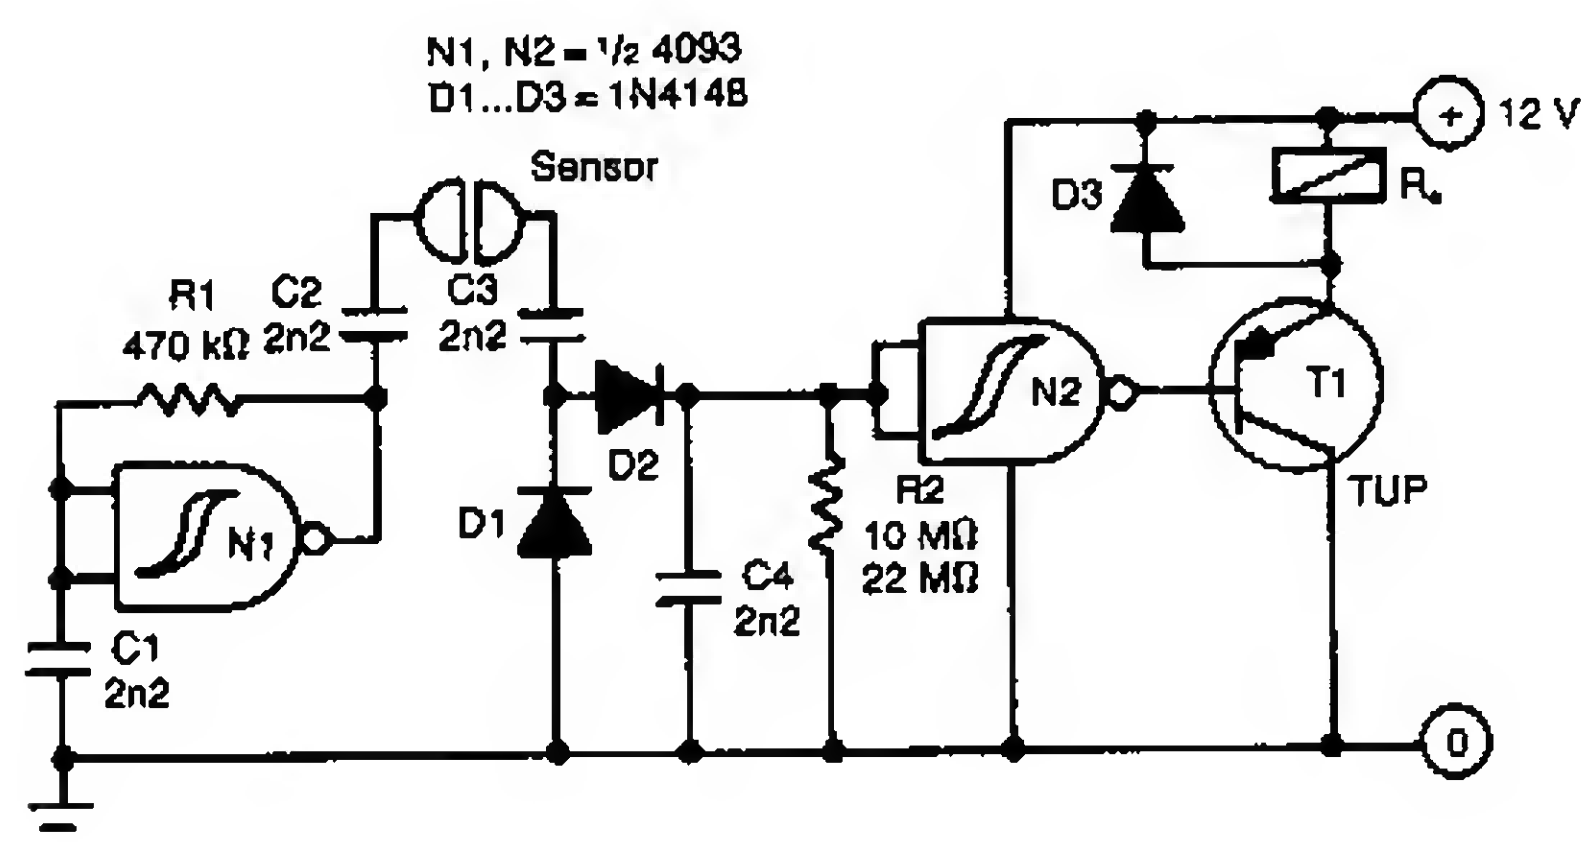 N1, N2 = 1/2 4093
D1...D3 = 1N4148
Sensor
+
12 V
D3
R
R1
470 kΩ
C2
2n2
C3
2n2
N1
C1
2n2
D1
D2
C4
2n2
R2
10 MΩ
22 MΩ
N2
T1
TUP
0